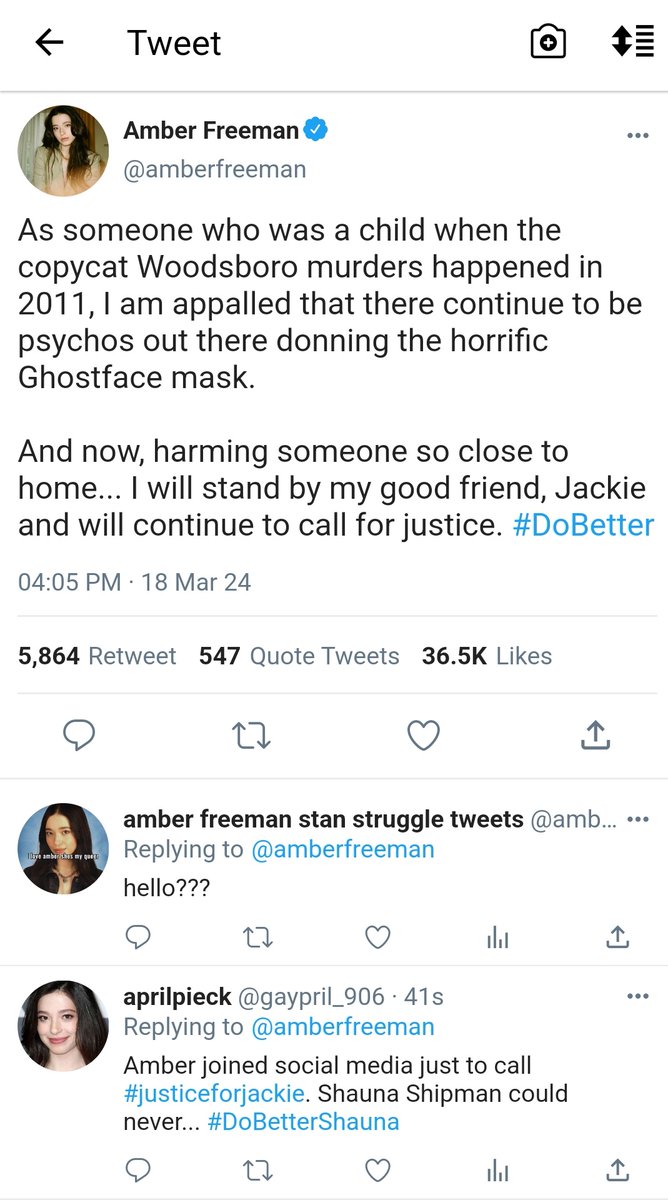 Tweet
Amber Freeman
@amberfreeman
As someone who was a child when the
copycat Woodsboro murders happened in
2011, I am appalled that there continue to be
psychos out there donning the horrific
Ghostface mask.
And now, harming someone so close to
home... I will stand by my good friend, Jackie
and will continue to call for justice. #DoBetter
04:05 PM · 18 Mar 24
5,864 Retweet 547 Quote Tweets 36.5K Likes
amber freeman stan struggle tweets @amb...
Replying to @amberfreeman
love amber shes my queer
hello???
aprilpieck @gaypril_906 · 41s
Replying to @amberfreeman
Amber joined social media just to call
#justiceforjackie. Shauna Shipman could
never... #DoBetterShauna